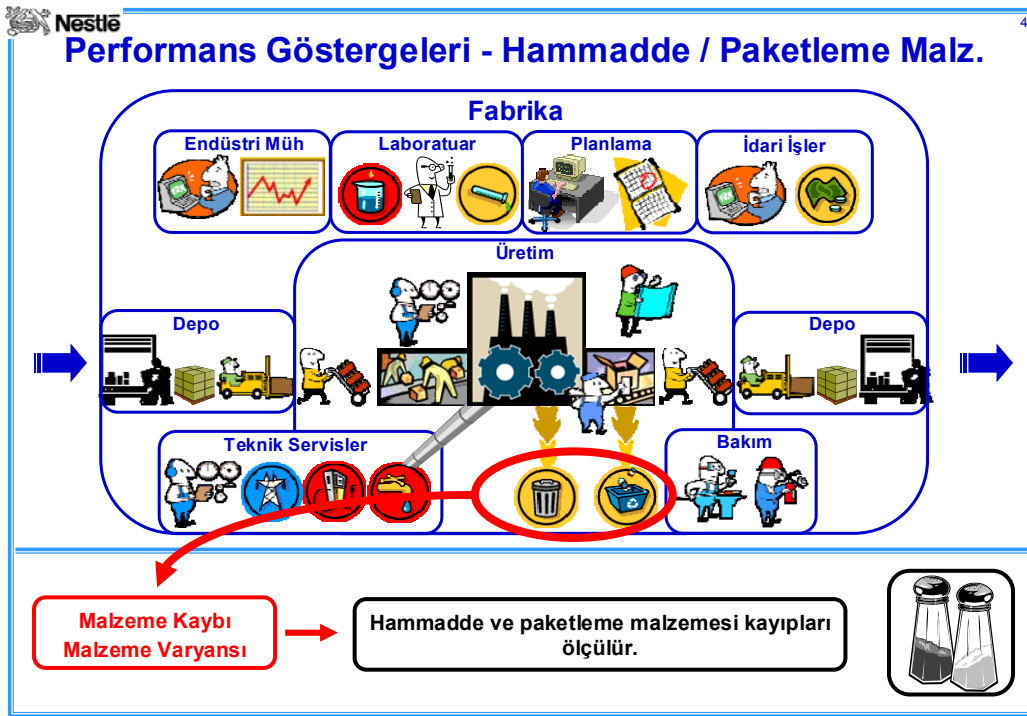 Nestlé
4
Performans Göstergeleri - Hammadde / Paketleme Malz.
Fabrika
Endüstri Müh
Laboratuar
Planlama
İdari İşler
Üretim
Depo
Depo
Teknik Servisler
Bakım
Malzeme Kaybı
Malzeme Varyansı
Hammadde ve paketleme malzemesi kayıpları
ölçülür.